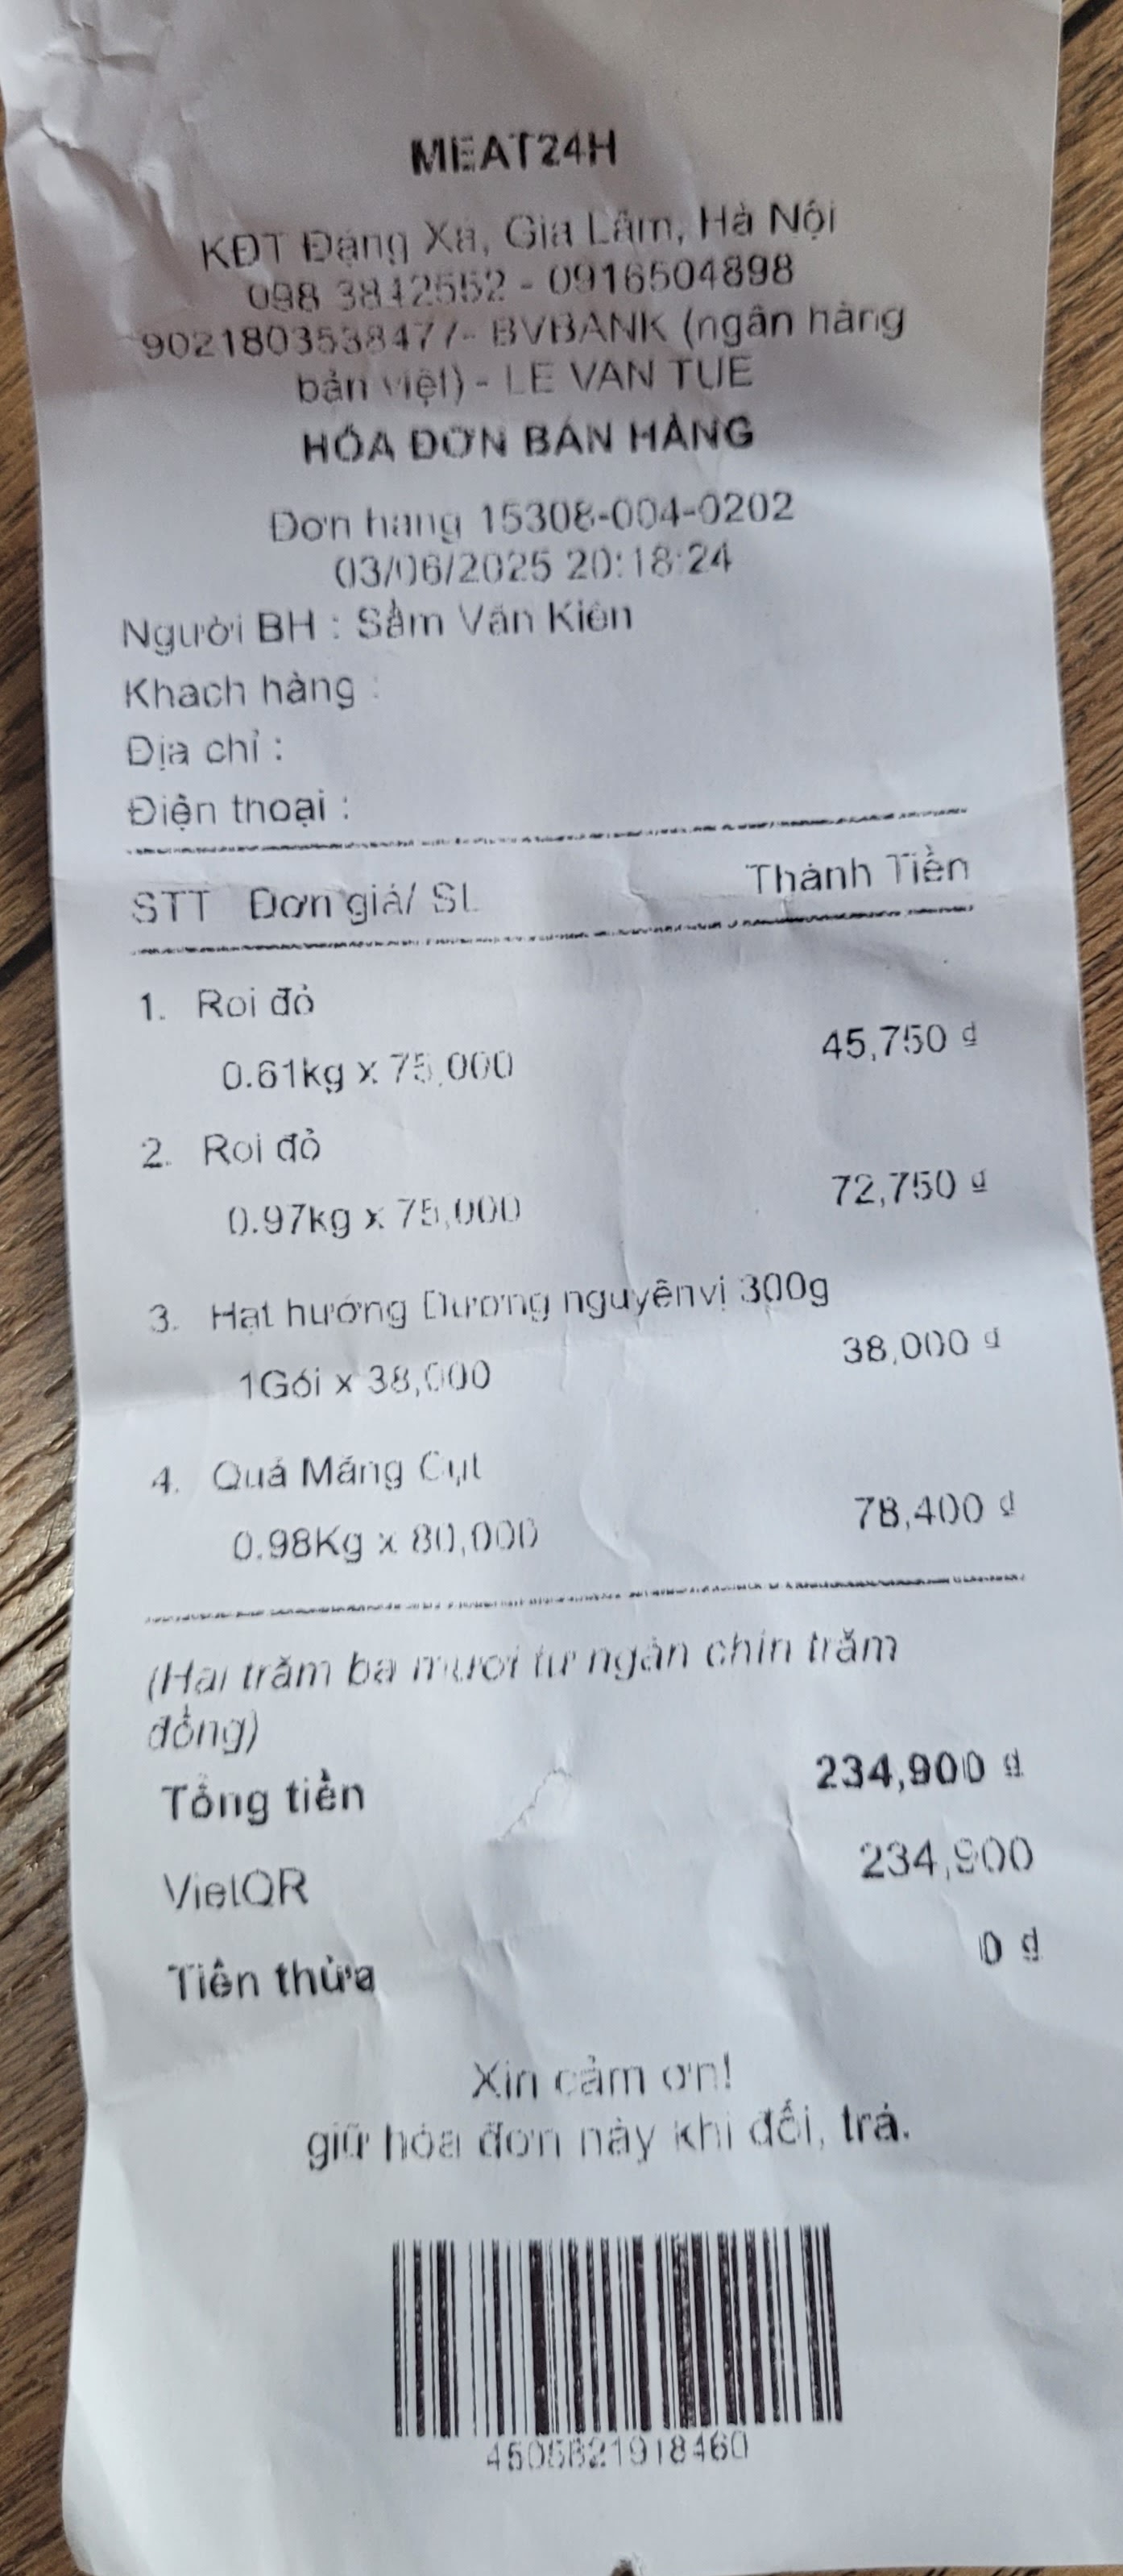 MEAT24H
KĐT Đặng Xá, Gia Lâm, Hà Nội
098 3842552 - 0916504898
9021803538477- BVBANK (ngân hàng
bản việt) - LE VAN TUE
HÓA ĐƠN BÁN HÀNG
Đơn hàng 15308-004-0202
03/06/2025 20:18:24
Người BH : Sầm Văn Kiên
Khách hàng :
Địa chỉ :
Điện thoại :
STT Đơn giá/ SL Thành Tiền
1. Roi đỏ
0.61kg x 75,000 45,750 ₫
2. Roi đỏ
0.97kg x 75,000 72,750 ₫
3. Hạt hướng Dương nguyênvị 300g
1Gói x 38,000 38,000 ₫
4. Quả Măng Cụt
0.98Kg x 80,000 78,400 ₫
(Hai trăm ba mươi tư ngàn chín trăm
đồng)
Tổng tiền 234,900 ₫
VietQR 234,900
Tiền thừa 0 ₫
Xin cảm ơn!
giữ hóa đơn này khi đổi, trả.
4505821918460